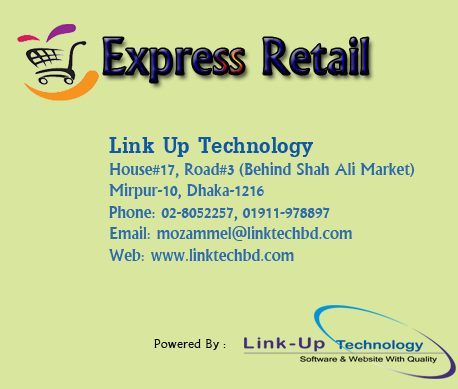 Express Retail
Link Up Technology
House#17, Road#3 (Behind Shah Ali Market)
Mirpur-10, Dhaka-1216
Phone: 02-8052257, 01911-978897
Email: mozammel@linktechbd.com
Web: www.linktechbd.com
Powered By : Link-Up Technology
Software & Website With Quality